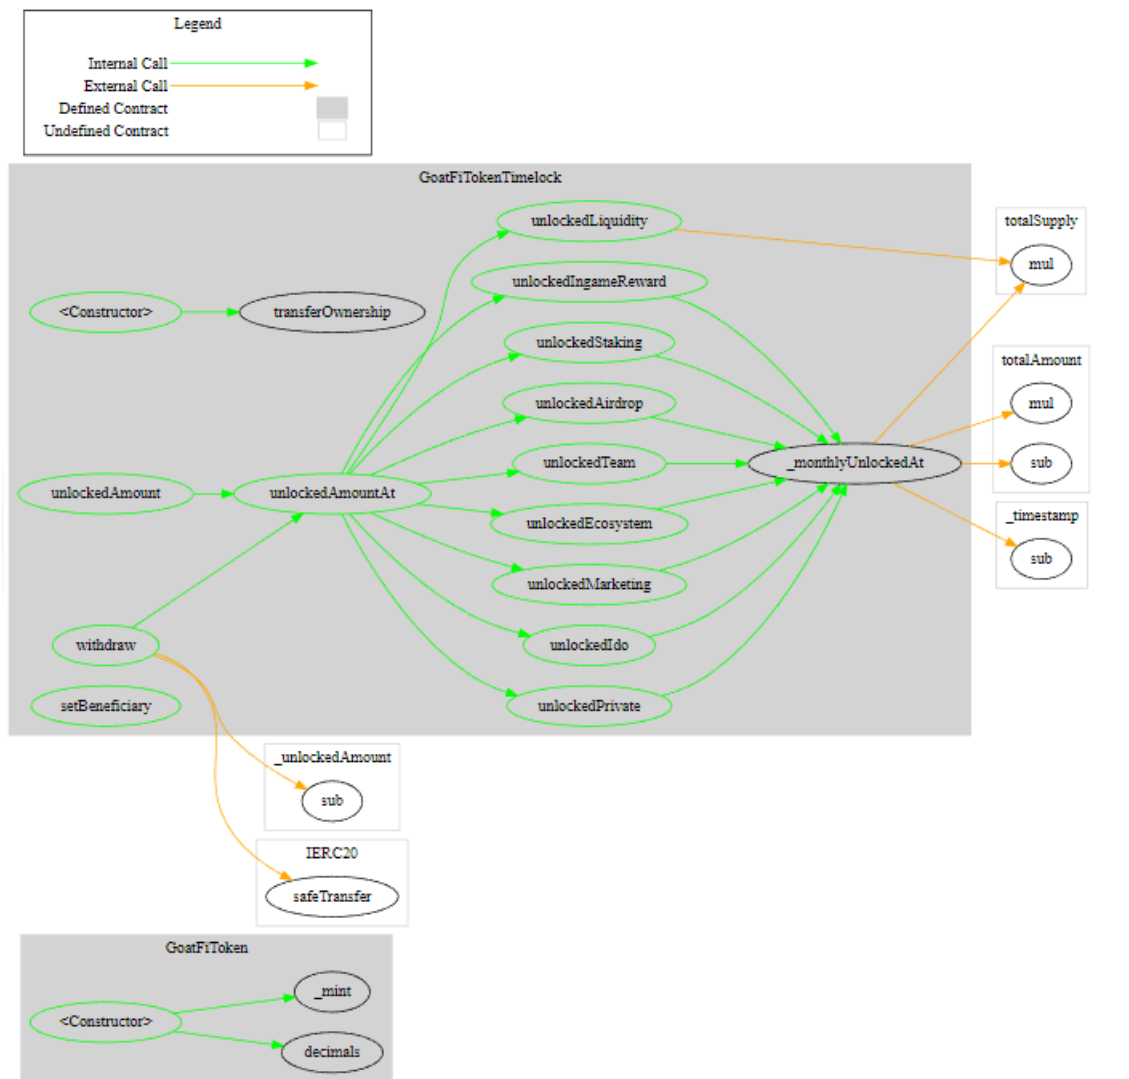 Legend
Internal Call
External Call
Defined Contract
Undefined Contract
GoatFiTokenTimelock
unlockedLiquidity
unlockedIngameReward
<Constructor>
transferOwnership
unlockedStaking
unlockedAirdrop
unlockedTeam
_monthlyUnlockedAt
unlockedAmount
unlockedAmountAt
unlockedEcosystem
unlockedMarketing
withdraw
unlockedIdo
setBeneficiary
unlockedPrivate
totalSupply
mul
totalAmount
mul
sub
_timestamp
sub
_unlockedAmount
sub
IERC20
safeTransfer
GoatFiToken
_mint
<Constructor>
decimals